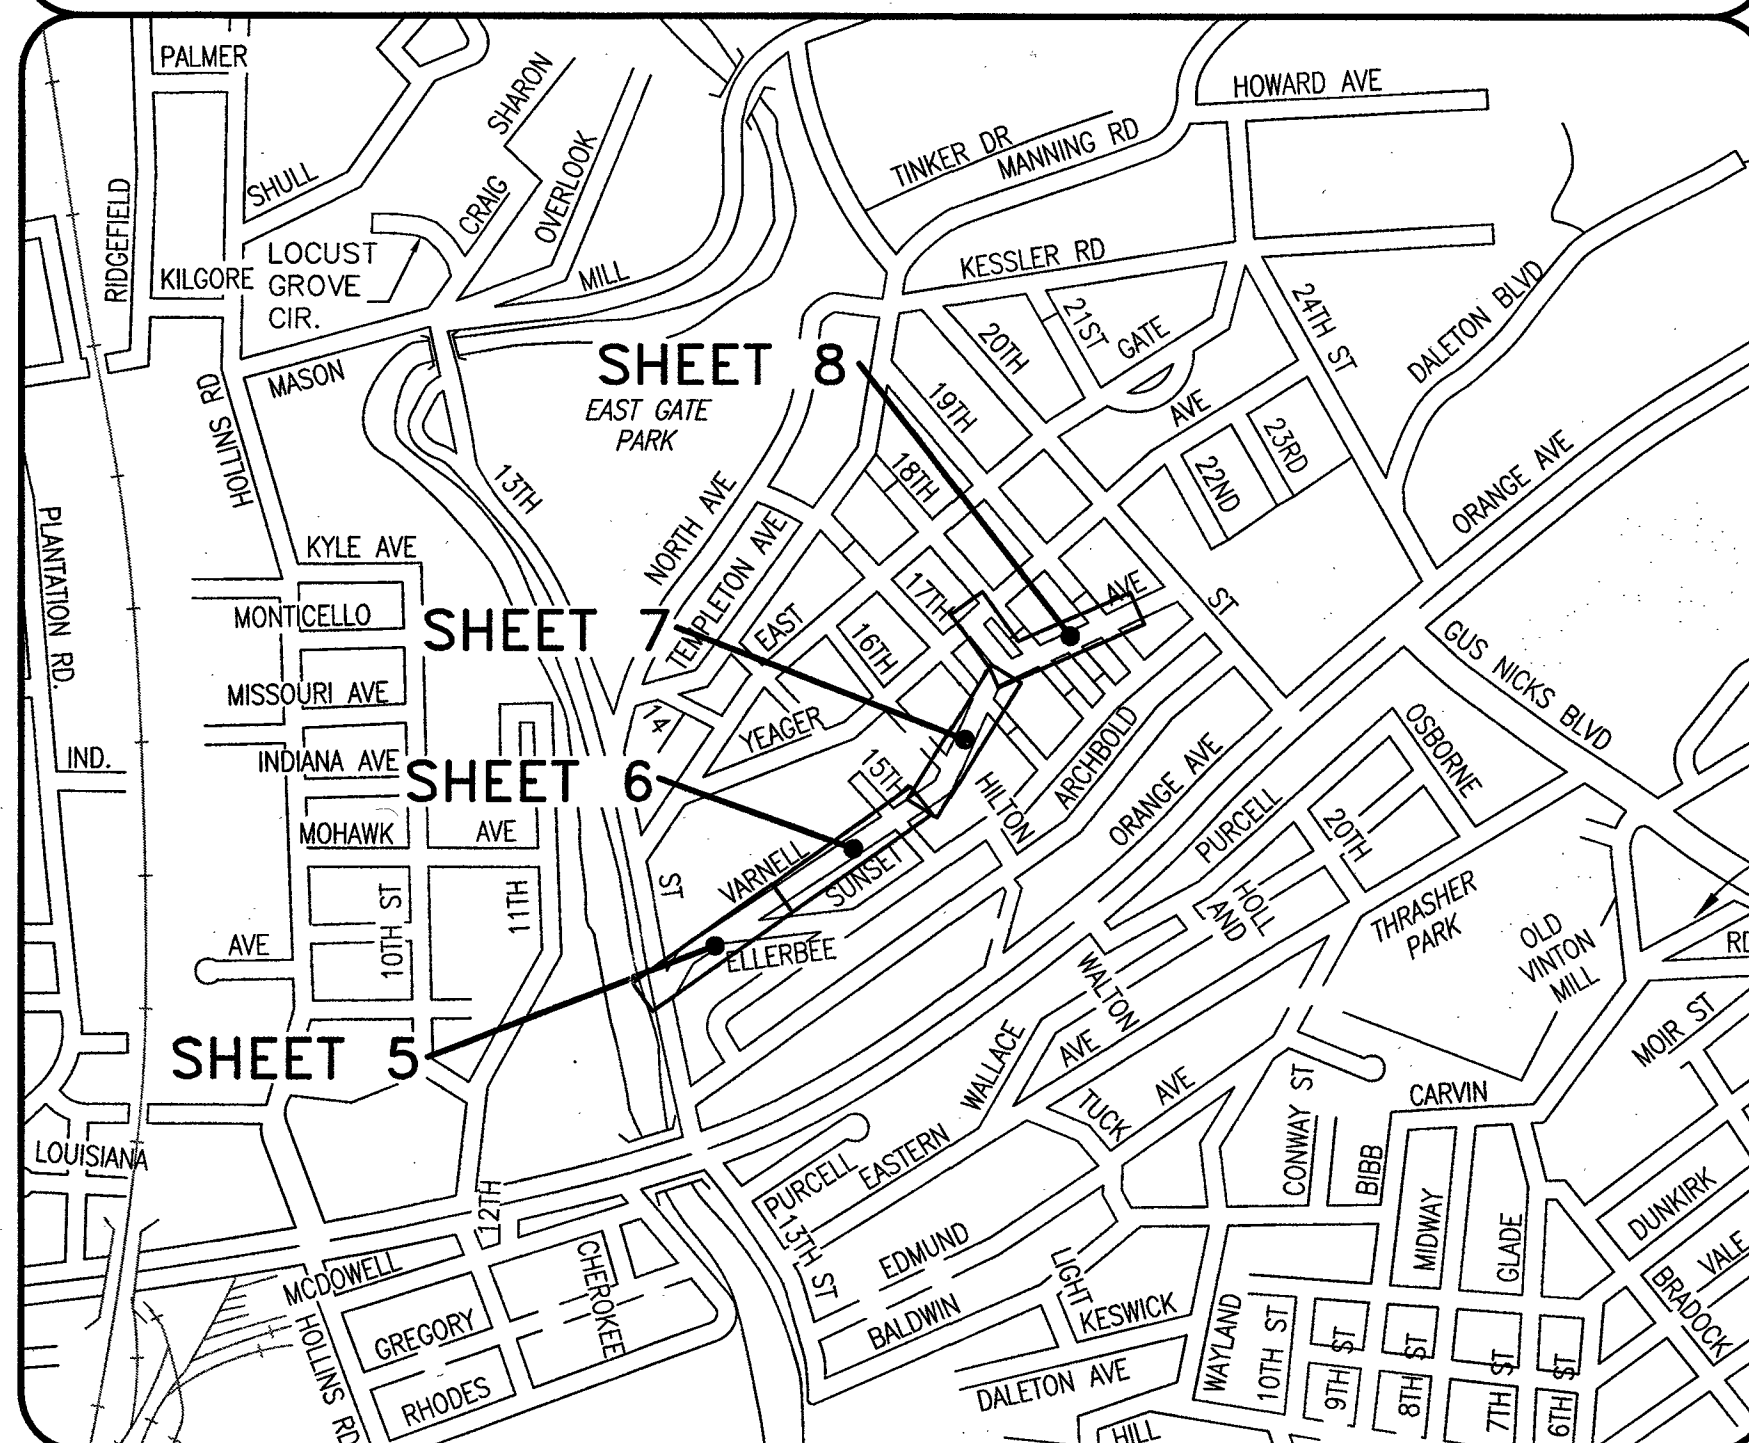 PALMER
SHARON
HOWARD AVE
TINKER DR
MANNING RD
SHULL
CRAIG
OVERLOOK
RIDGEFIELD
LOCUST
GROVE
CIR.
KILGORE
MILL
KESSLER RD
24TH ST
DALETON BLVD
21ST
GATE
20TH
MASON
HOLLINS RD
SHEET 8
EAST GATE
PARK
19TH
AVE
23RD
22ND
ORANGE AVE
18TH
13TH
NORTH AVE
PLANTATION RD.
KYLE AVE
TEMPLETON AVE
MONTICELLO
SHEET 7
EAST
17TH
AVE
ST
16TH
GUS NICKS BLVD
MISSOURI AVE
14
YEAGER
ARCHBOLD
OSBORNE
IND.
INDIANA AVE
SHEET 6
15TH
HILTON
ORANGE AVE
PURCELL
20TH
MOHAWK
AVE
VARNELL
SUNSET
ST
11TH
10TH ST
HOLL
AND
THRASHER
PARK
OLD
VINTON
MILL
AVE
ELLERBEE
WALTON
RD
SHEET 5
WALLACE
AVE
MOIR ST
TUCK
AVE
CONWAY ST
CARVIN
LOUISIANA
PURCELL
EASTERN
BIBB
12TH
13TH ST
EDMUND
MIDWAY
GLADE
DUNKIRK
VALE
BRADOCK
MCDOWELL
CHEROKEE
LIGHT
KESWICK
BALDWIN
HOLLINS RD
GREGORY
RHODES
DALETON AVE
WAYLAND
10TH ST
9TH ST
8TH ST
7TH ST
6TH ST
HILL